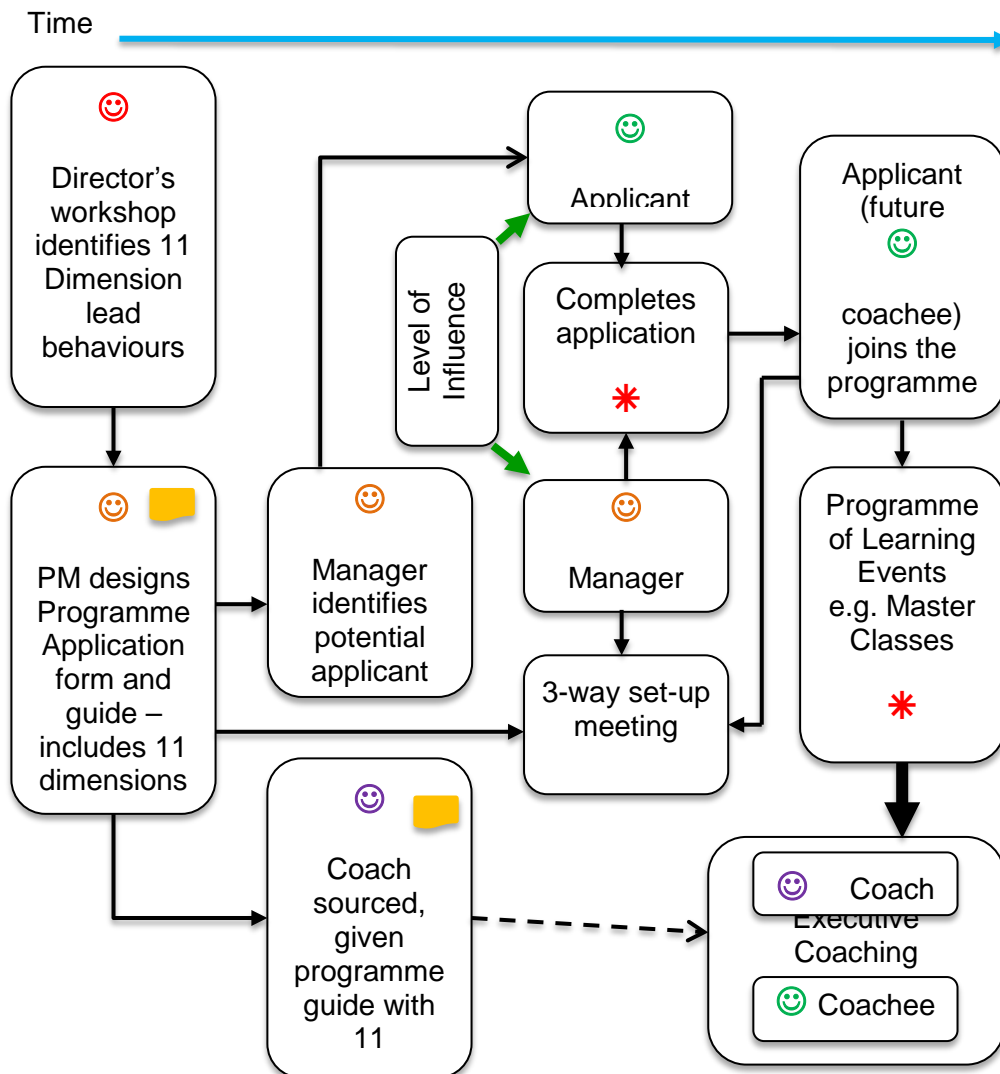 Time
Director’s
workshop
identifies 11
Dimension
lead
behaviours
PM designs
Programme
Application
form and
guide –
includes 11
dimensions
Manager
identifies
potential
applicant
Coach
sourced,
given
programme
guide with
11
Level of
Influence
Applicant
Completes
application
Manager
3-way set-up
meeting
Applicant
(future
coachee)
joins the
programme
Programme
of Learning
Events
e.g. Master
Classes
Coach
Executive
Coaching
Coachee